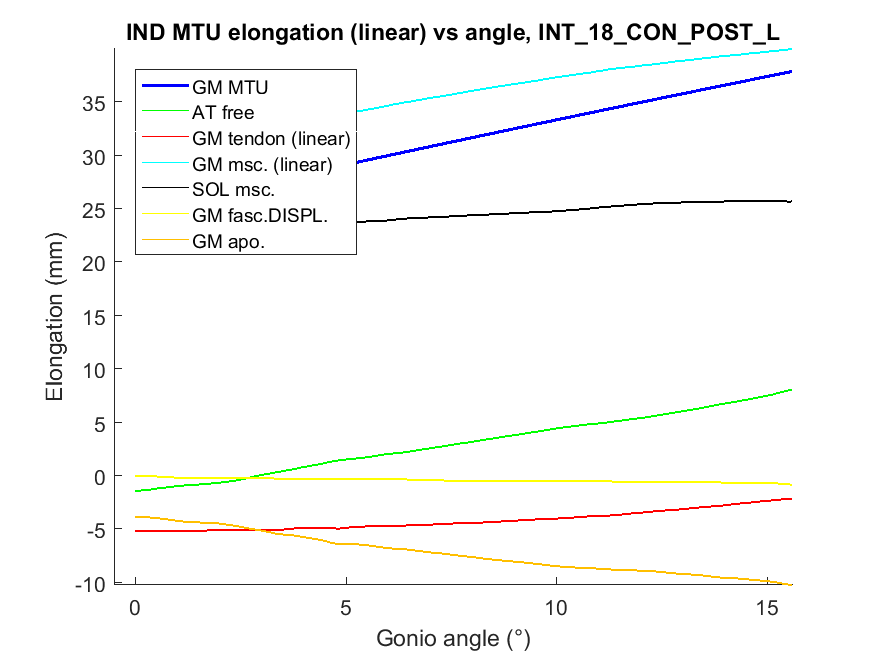 IND MTU elongation (linear) vs angle, INT_18_CON_POST_L
GM MTU
AT free
GM tendon (linear)
GM msc. (linear)
SOL msc.
GM fasc.DISPL.
GM apo.
Elongation (mm)
35
30
25
20
15
10
5
0
-5
-10
0
5
10
15
Gonio angle (°)